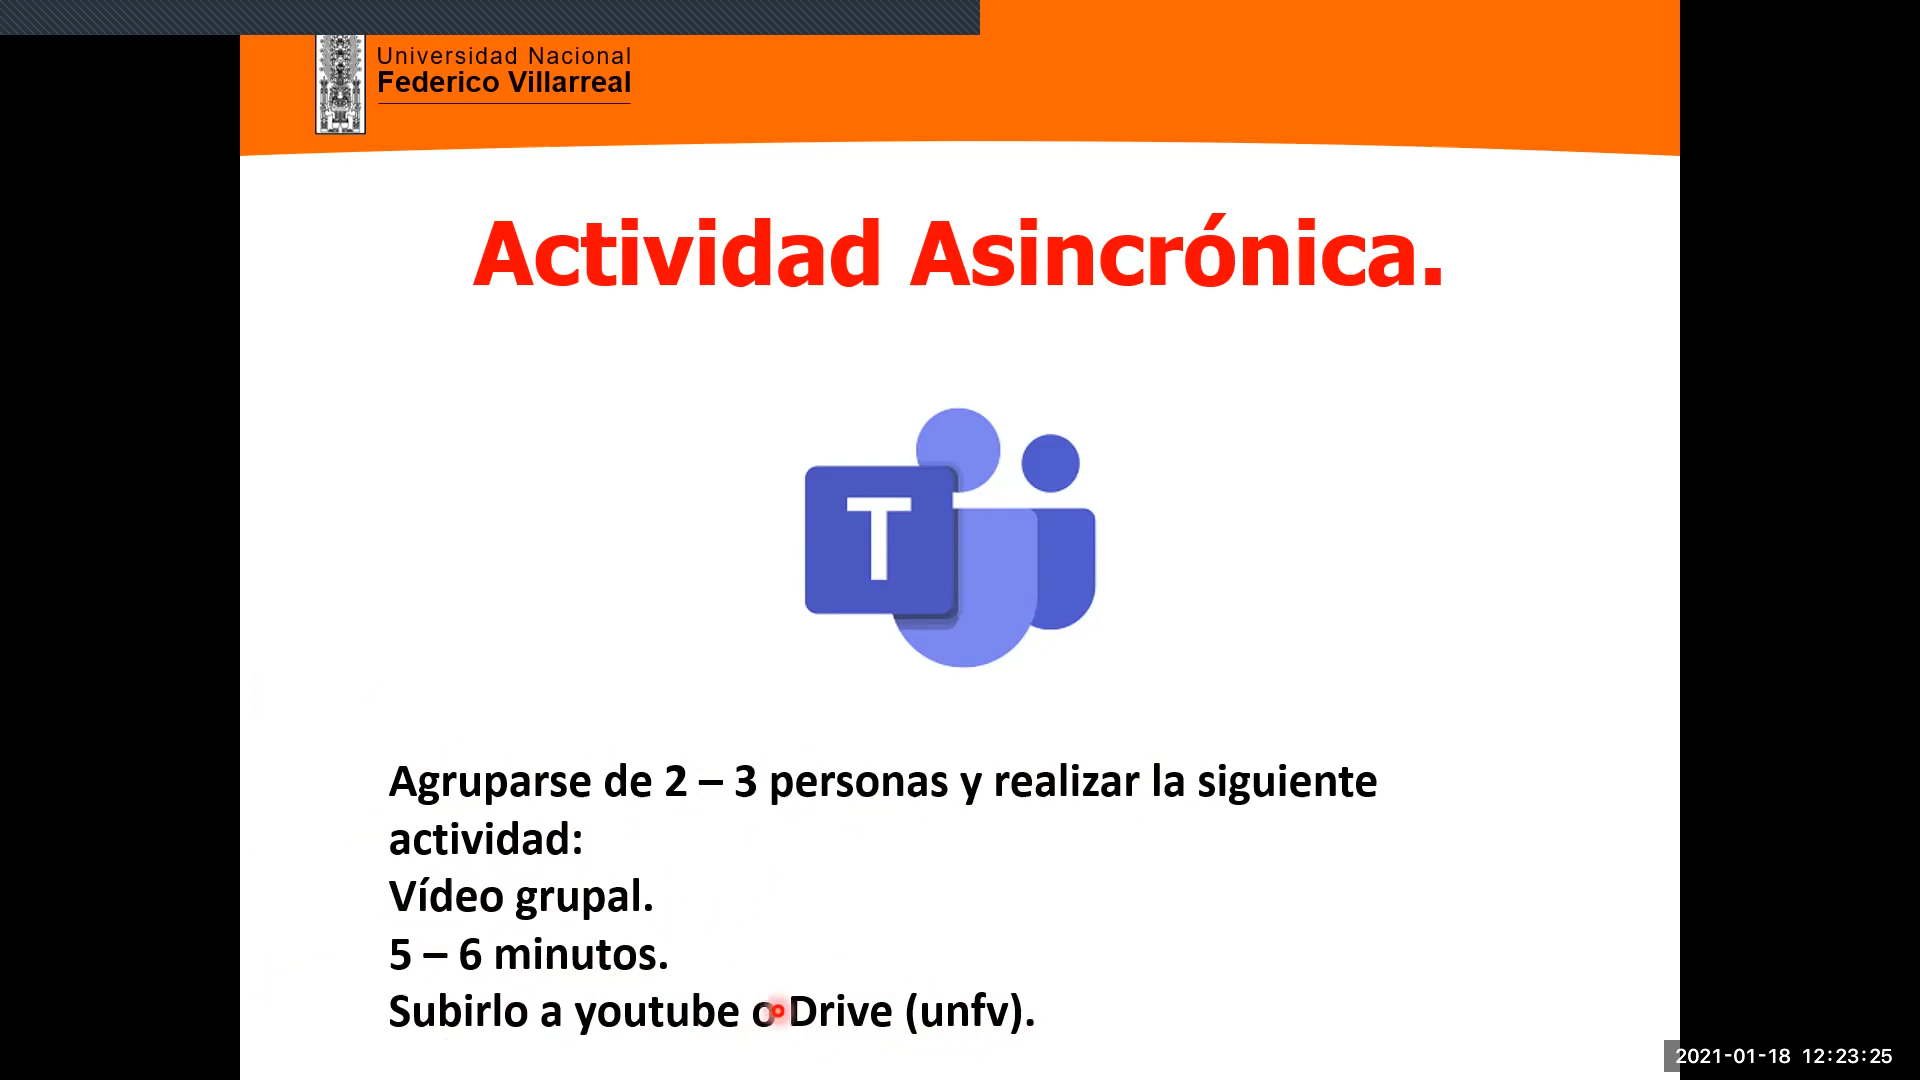 Universidad Nacional
Federico Villarreal
Actividad Asincrónica.
T
Agruparse de 2 – 3 personas y realizar la siguiente
actividad:
Vídeo grupal.
5 – 6 minutos.
Subirlo a youtube o Drive (unfv).
2021-01-18 12:23:25